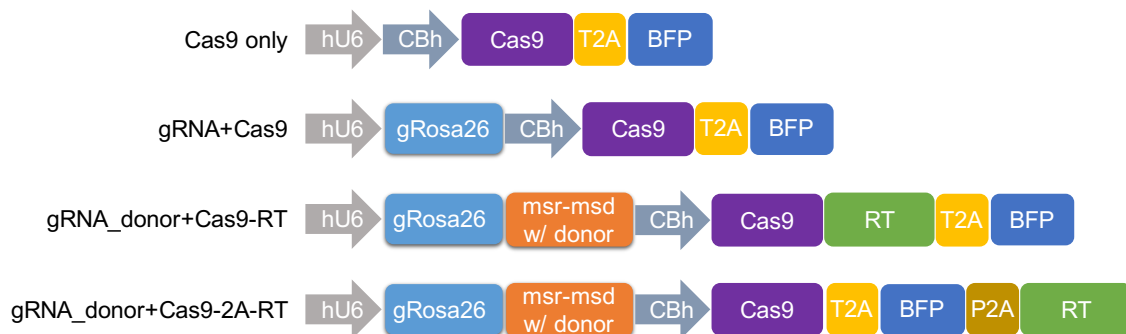 Cas9 only hU6 CBh Cas9 T2A BFP
gRNA+Cas9 hU6 gRosa26 CBh Cas9 T2A BFP
gRNA_donor+Cas9-RT hU6 gRosa26 msr-msd w/ donor CBh Cas9 RT T2A BFP
gRNA_donor+Cas9-2A-RT hU6 gRosa26 msr-msd w/ donor CBh Cas9 T2A BFP P2A RT